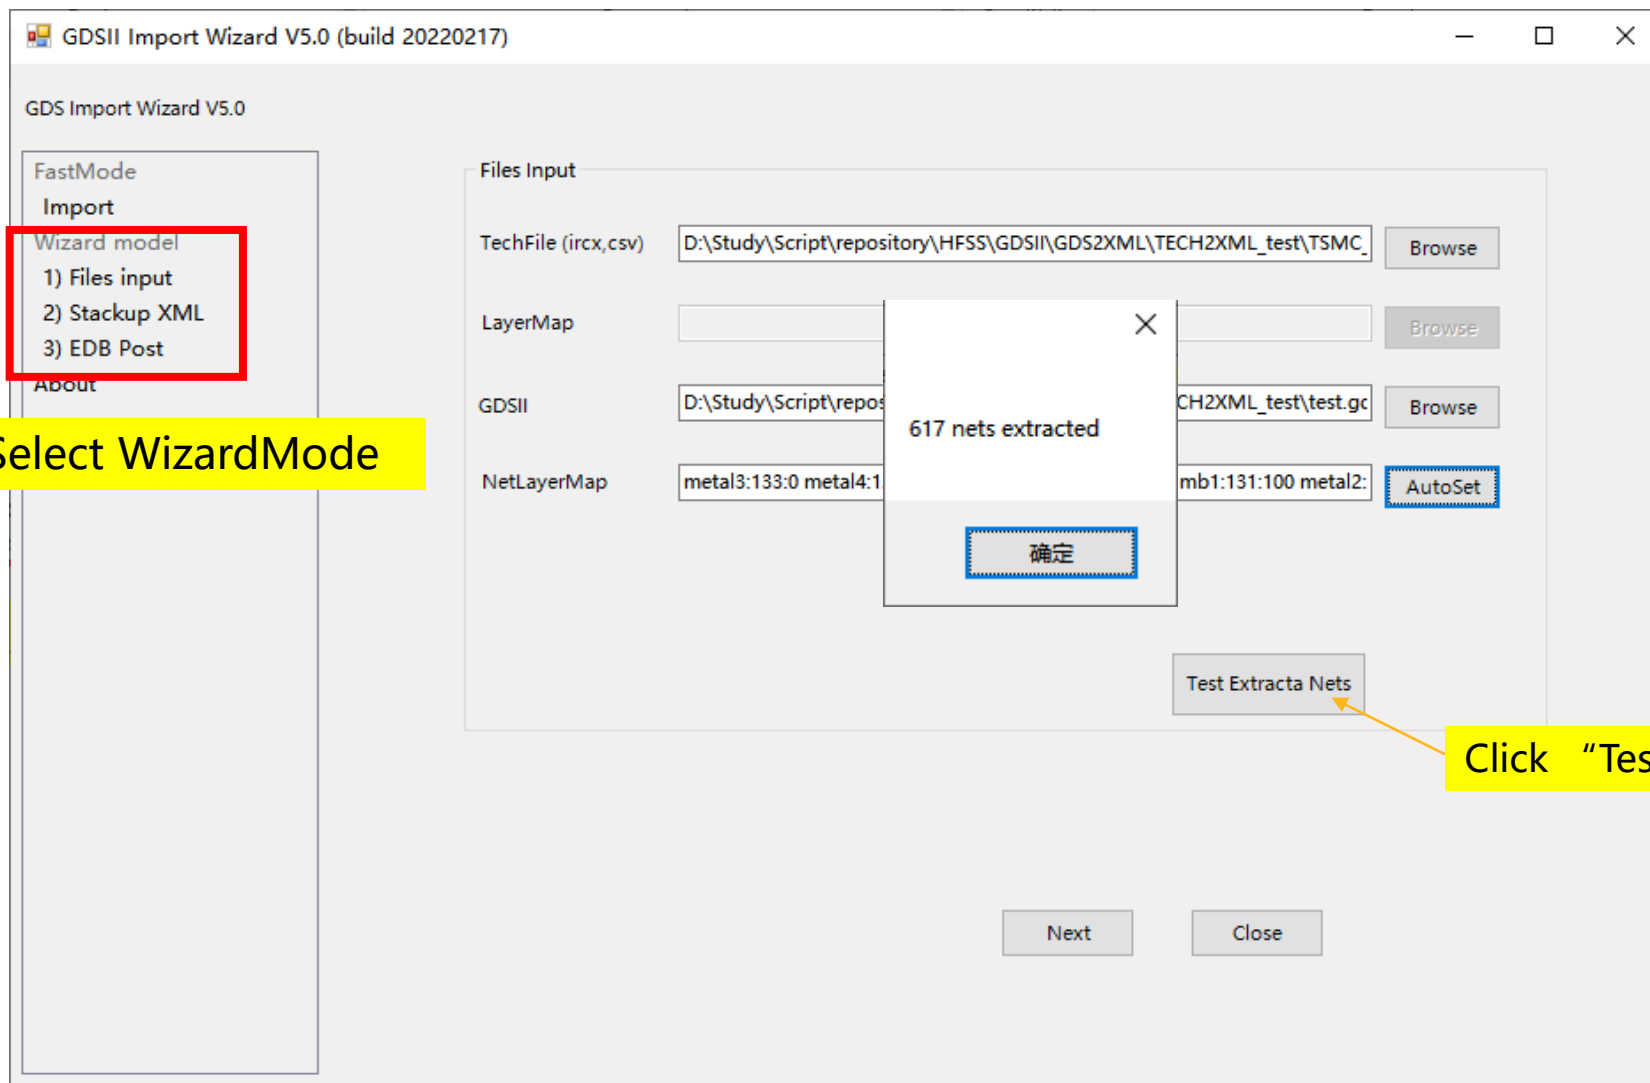 GDSII Import Wizard V5.0 (build 20220217)
GDS Import Wizard V5.0
FastMode
Import
Wizard model
1) Files input
2) Stackup XML
3) EDB Post
About
Select WizardMode
Files Input
TechFile (ircx,csv) D:\Study\Script\repository\HFSS\GDSII\GDS2XML\TECH2XML_test\TSMC_ Browse
LayerMap Browse
GDSII D:\Study\Script\repos CH2XML_test\test.gd Browse
NetLayerMap metal3:133:0 metal4:1 mb1:131:100 metal2: AutoSet
617 nets extracted
确定
Test Extracta Nets
Click “Tes
Next Close